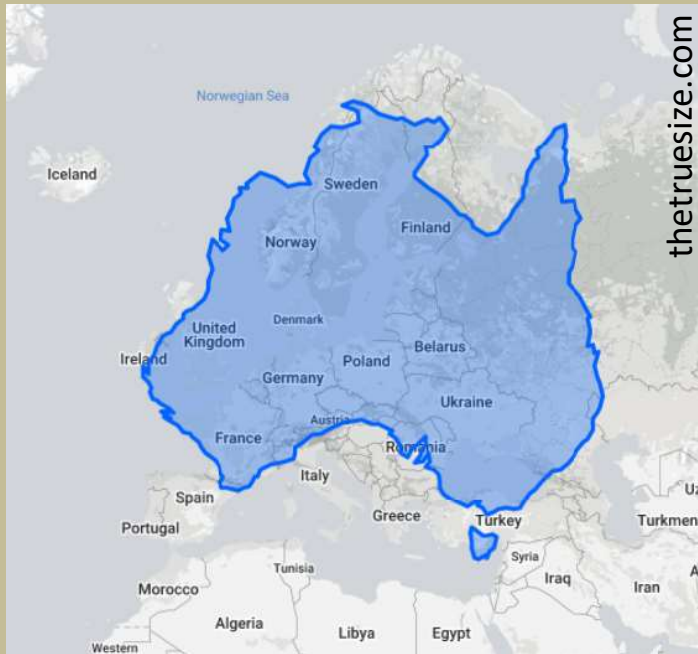 thetruesize.com
Norwegian Sea
Iceland
Sweden
Finland
Norway
Denmark
United
Kingdom
Ireland
Belarus
Poland
Germany
Ukraine
Austria
France
Romania
Italy
Spain
Portugal
Greece
Turkey
Uz
Turkmen
Syria
Tunisia
Iraq
Iran
A
Morocco
Algeria
Libya
Egypt
Western